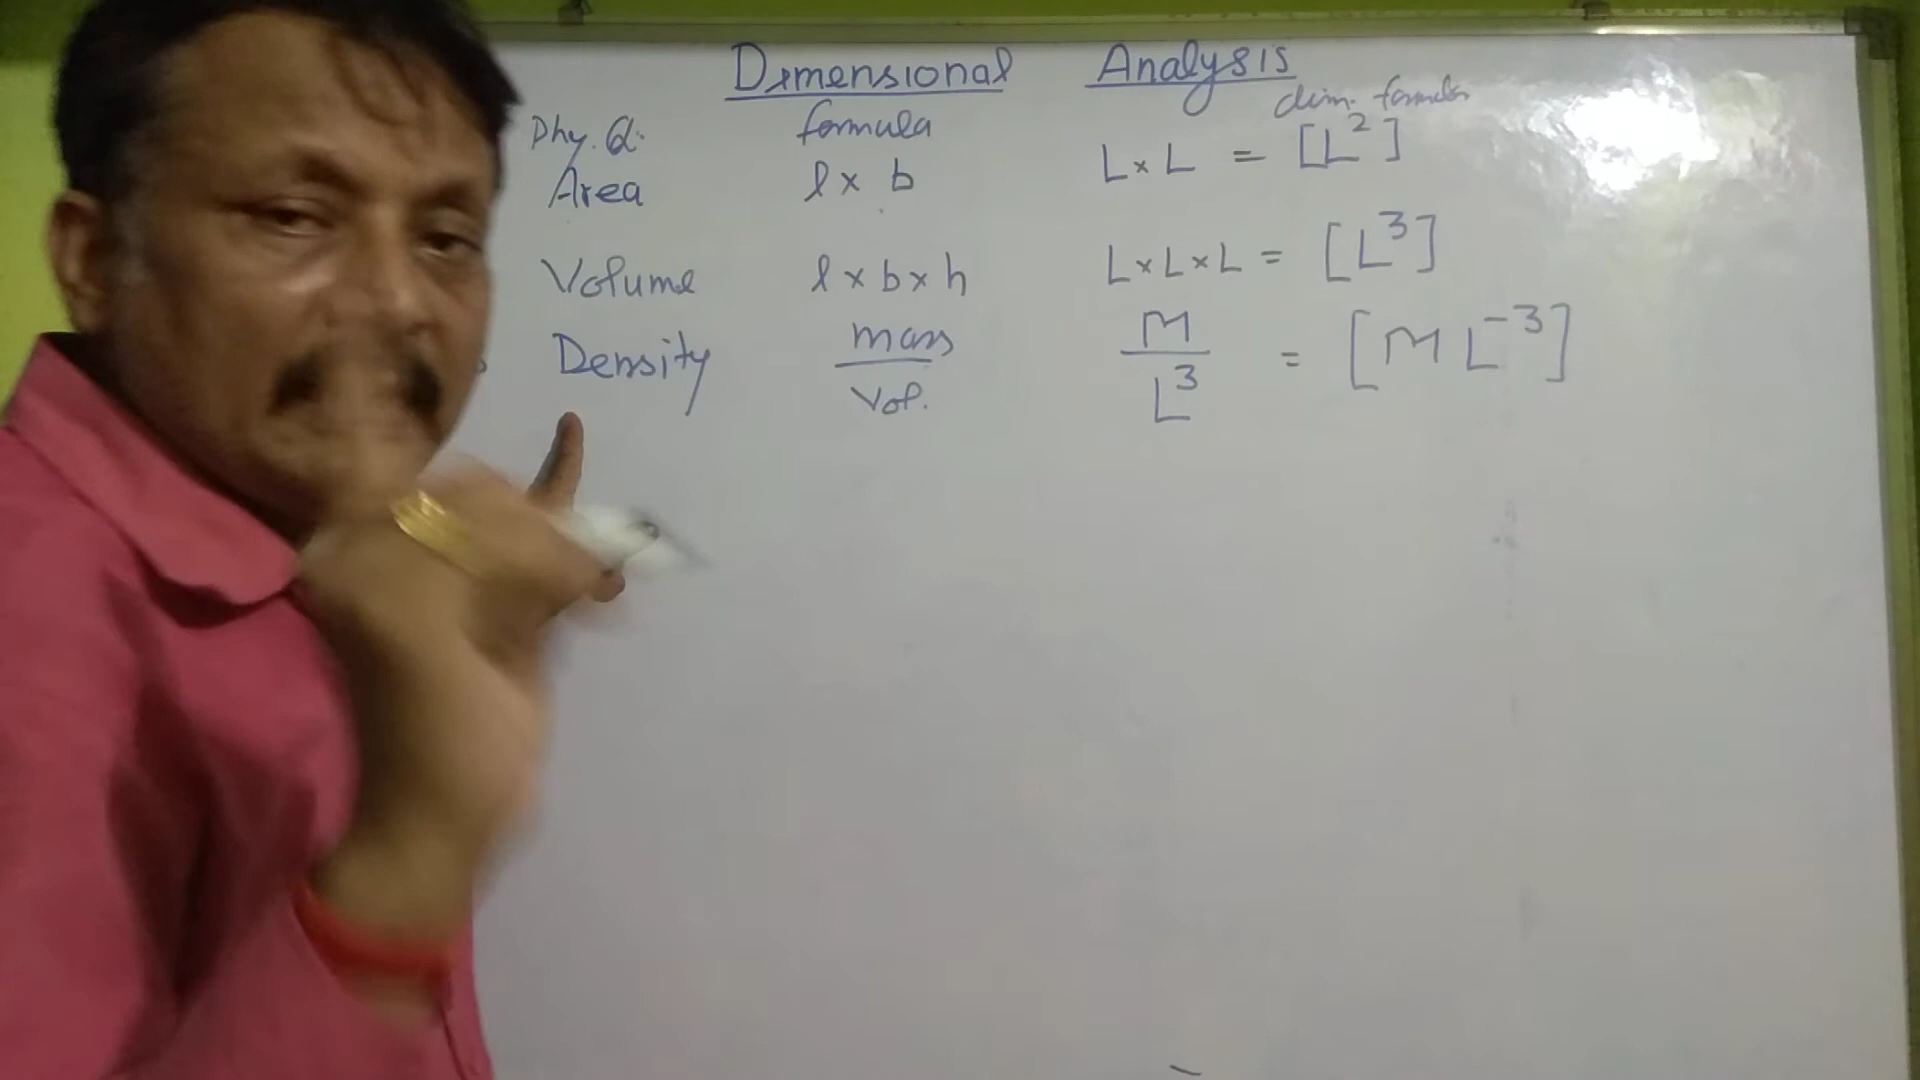 Dimensional Analysis
Phy. Q. formula dim. formula
Area l × b L × L = [L²]
Volume l × b × h L × L × L = [L³]
Density mass / Vol. M / L³ = [M L⁻³]